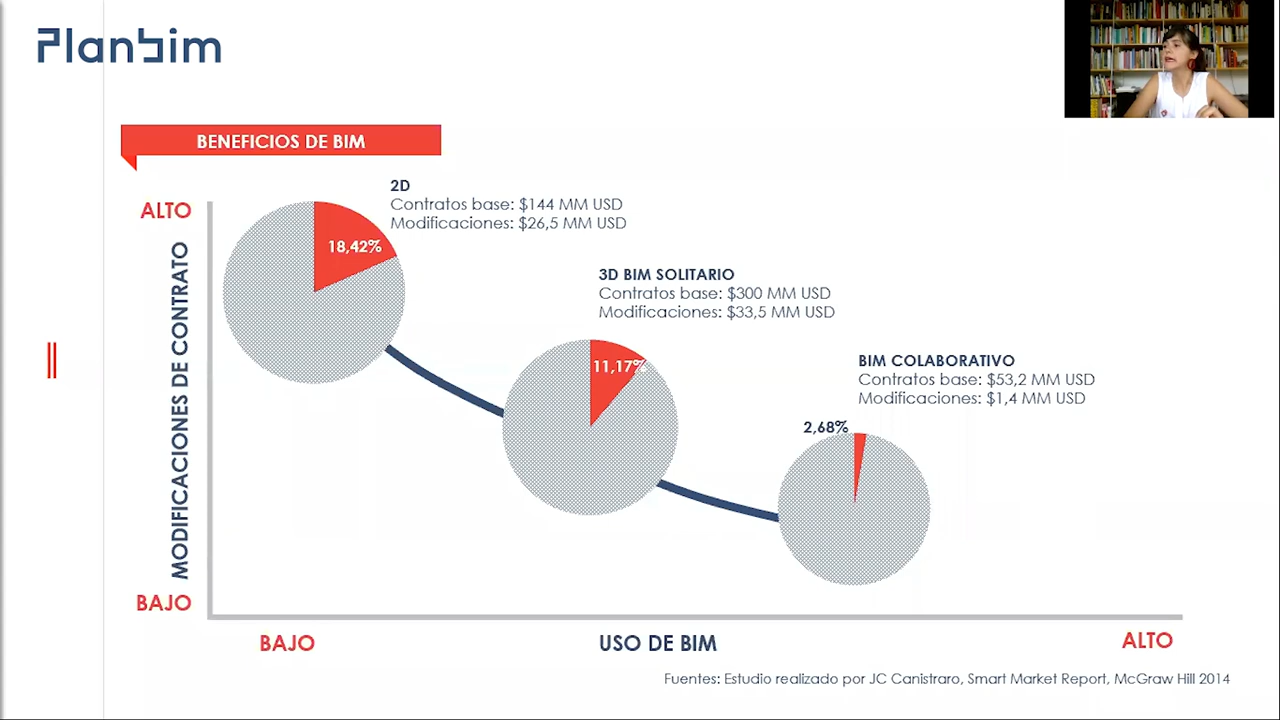 Planbim
BENEFICIOS DE BIM
2D
Contratos base: $144 MM USD
Modificaciones: $26,5 MM USD
ALTO
18,42%
3D BIM SOLITARIO
Contratos base: $300 MM USD
Modificaciones: $33,5 MM USD
MODIFICACIONES DE CONTRATO
11,17%
BIM COLABORATIVO
Contratos base: $53,2 MM USD
Modificaciones: $1,4 MM USD
2,68%
BAJO
BAJO
USO DE BIM
ALTO
Fuentes: Estudio realizado por JC Canistraro, Smart Market Report, McGraw Hill 2014